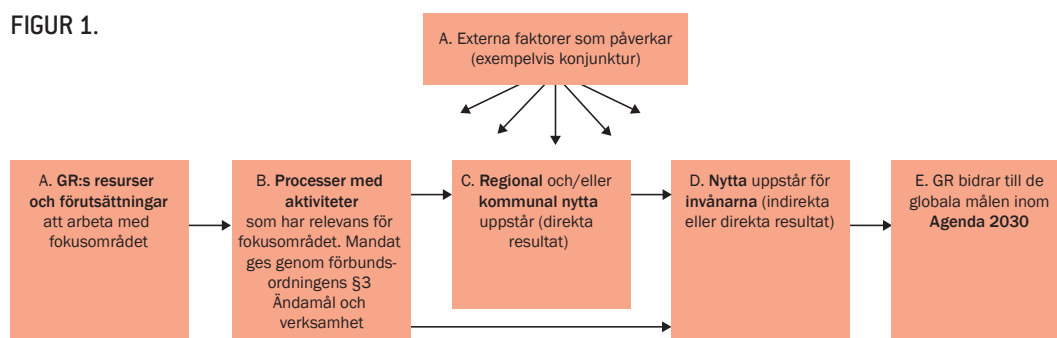 FIGUR 1.
A. Externa faktorer som påverkar
(exempelvis konjunktur)
A. GR:s resurser
och förutsättningar
att arbeta med
fokusområdet
B. Processer med
aktiviteter
som har relevans för
fokusområdet. Mandat
ges genom förbunds-
ordningens §3
Ändamål och
verksamhet
C. Regional och/eller
kommunal nytta
uppstår (direkta
resultat)
D. Nytta uppstår för
invånarna (indirekta
eller direkta resultat)
E. GR bidrar till de
globala målen inom
Agenda 2030